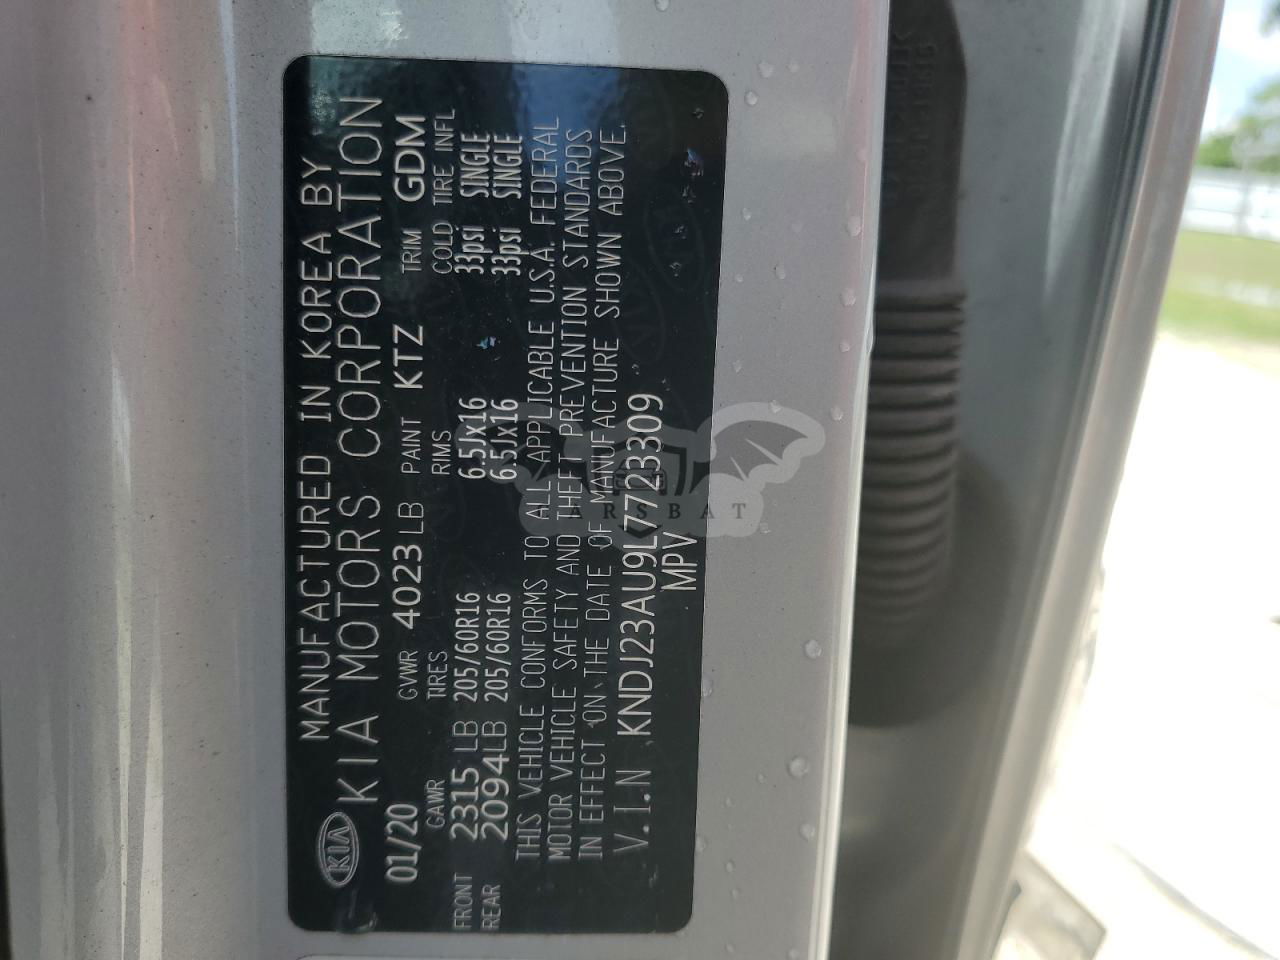 KIA
MANUFACTURED IN KOREA BY
KIA MOTORS CORPORATION
01/20 GVWR 4023LB PAINT KTZ TRIM GDM
GAWR TIRES RIMS COLD TIRE INFL
FRONT 2315 LB 205/60R16 6.5Jx16 33psi SINGLE
REAR 2094LB 205/60R16 6.5Jx16 33psi SINGLE
THIS VEHICLE CONFORMS TO ALL APPLICABLE U.S.A. FEDERAL
MOTOR VEHICLE SAFETY AND THEFT PREVENTION STANDARDS
IN EFFECT ON THE DATE OF MANUFACTURE SHOWN ABOVE.
V.I.N KNDJ23AU9L7723309
MPV
CARSBAT